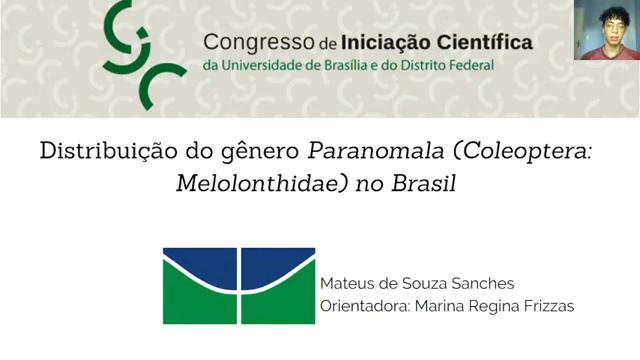 Congresso de Iniciação Científica
da Universidade de Brasília e do Distrito Federal
Distribuição do gênero Paranomala (Coleoptera:
Melolonthidae) no Brasil
Mateus de Souza Sanches
Orientadora: Marina Regina Frizzas